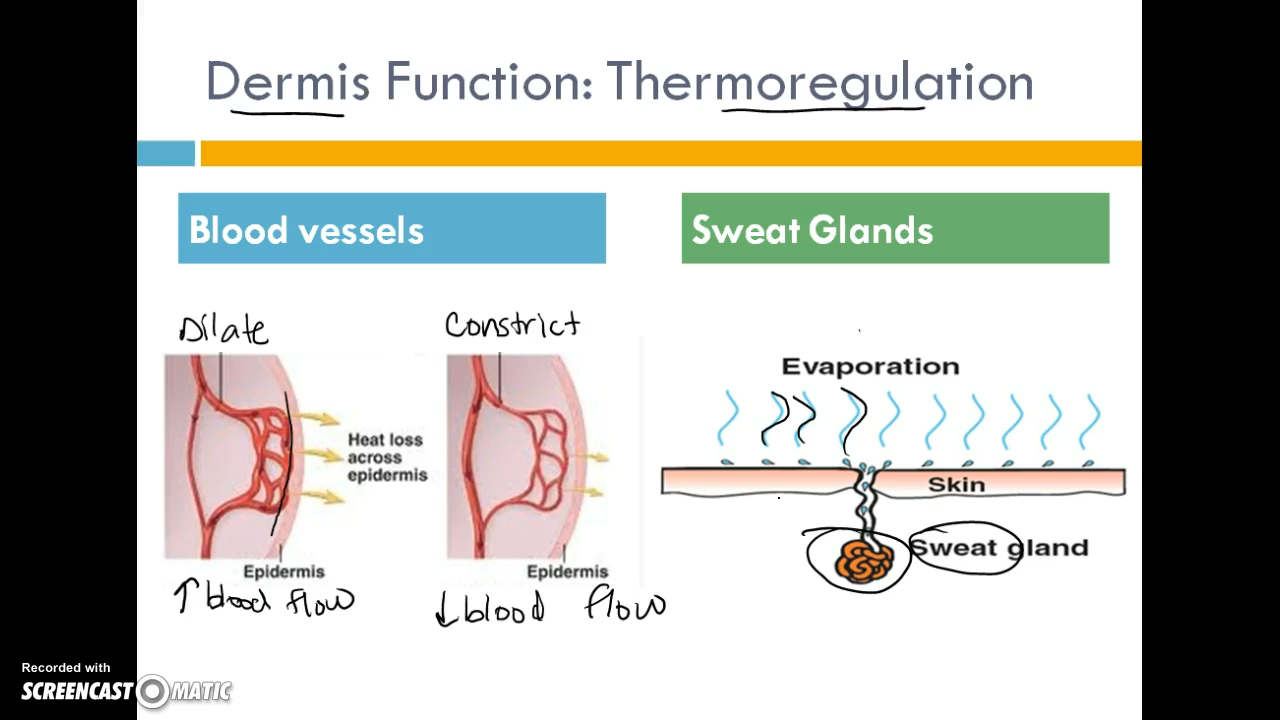 Dermis Function: Thermoregulation
Blood vessels
Sweat Glands
Dilate
Constrict
Heat loss
across
epidermis
Epidermis
Epidermis
↑ blood flow
↓ blood flow
Evaporation
Skin
Sweat gland
Recorded with
SCREENCAST MATIC